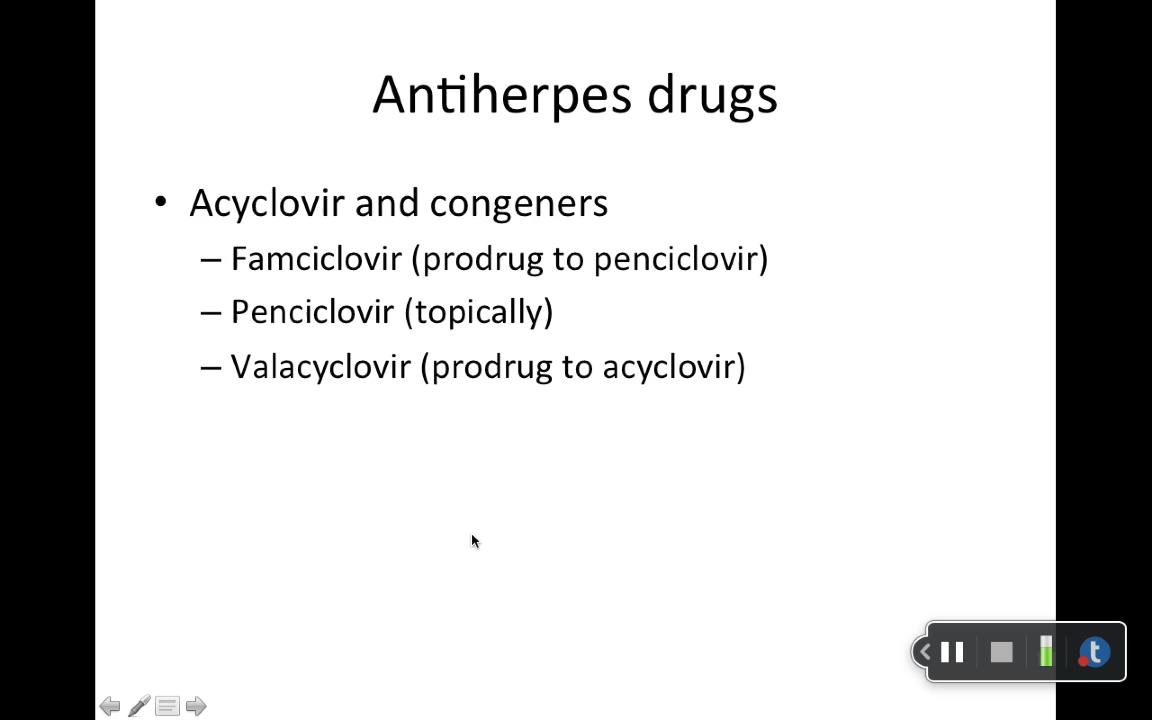 Antiherpes drugs
• Acyclovir and congeners
– Famciclovir (prodrug to penciclovir)
– Penciclovir (topically)
– Valacyclovir (prodrug to acyclovir)
t